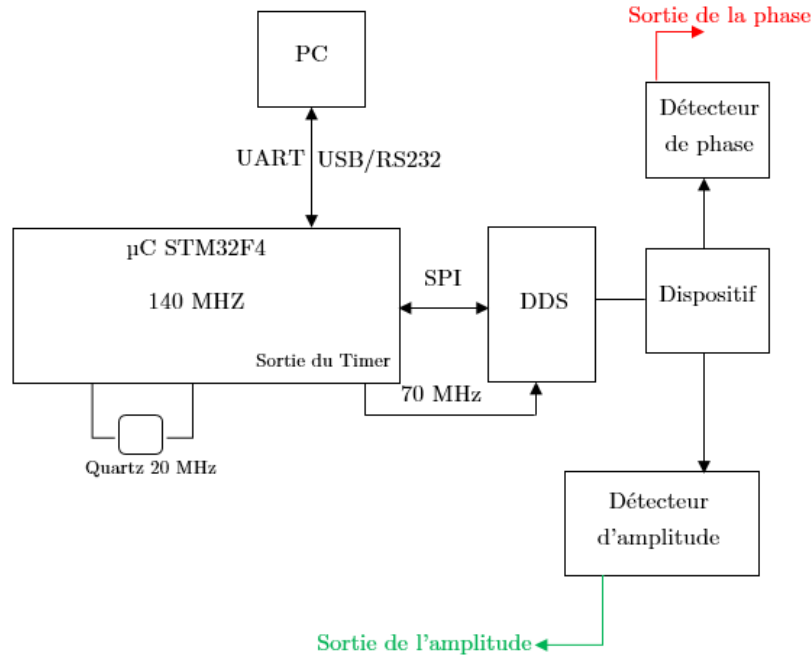 Sortie de la phase
PC
Détecteur
de phase
UART
USB/RS232
µC STM32F4
140 MHZ
SPI
DDS
Dispositif
Sortie du Timer
70 MHz
Quartz 20 MHz
Détecteur
d'amplitude
Sortie de l'amplitude